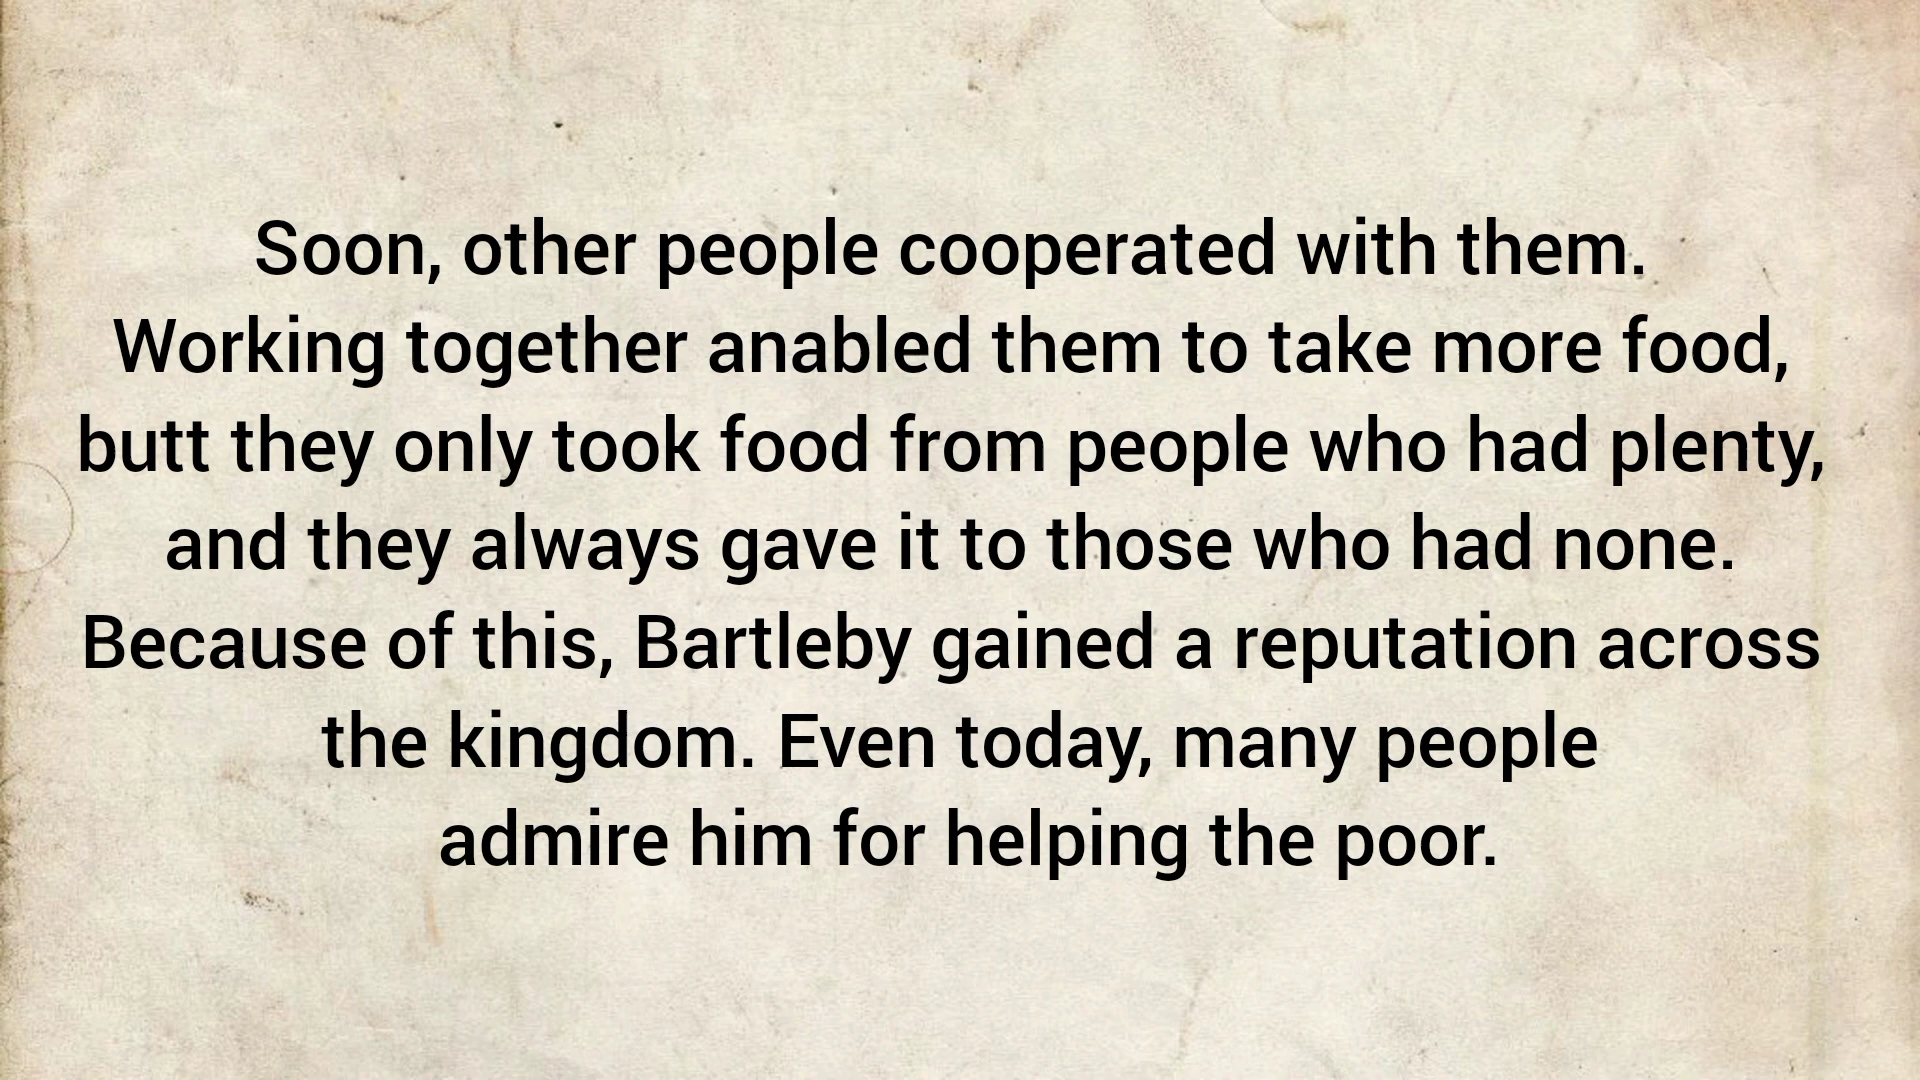 Soon, other people cooperated with them.
Working together anabled them to take more food,
butt they only took food from people who had plenty,
and they always gave it to those who had none.
Because of this, Bartleby gained a reputation across
the kingdom. Even today, many people
admire him for helping the poor.